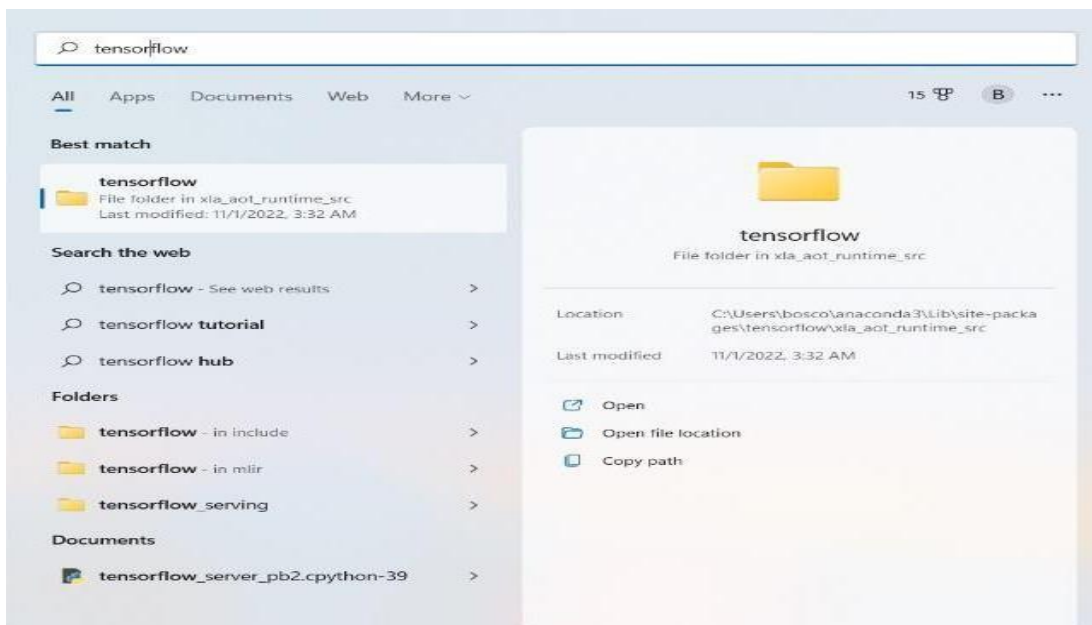 tensorflow
All Apps Documents Web More
15 B ...
Best match
tensorflow
File folder in xla_aot_runtime_src
Last modified: 11/1/2022, 3:32 AM
Search the web
tensorflow - See web results
tensorflow tutorial
tensorflow hub
Folders
tensorflow - in include
tensorflow - in mlir
tensorflow_serving
Documents
tensorflow_server_pb2.cpython-39
tensorflow
File folder in xla_aot_runtime_src
Location C:\Users\bosco\anaconda3\Lib\site-packa
ges\tensorflow\xla_aot_runtime_src
Last modified 11/1/2022, 3:32 AM
Open
Open file location
Copy path